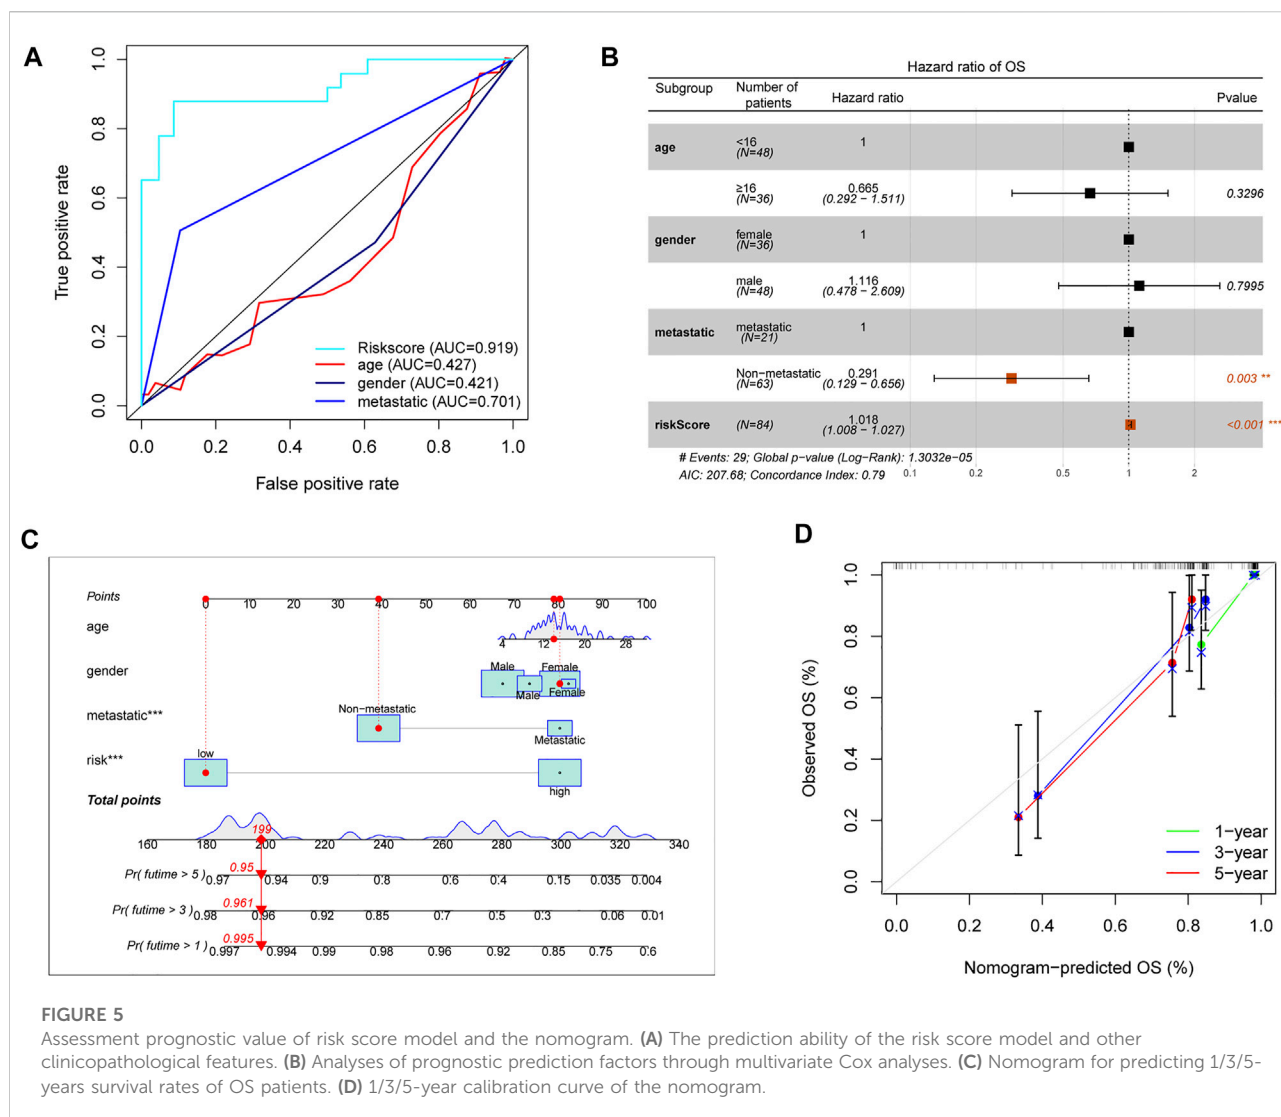 A
True positive rate
1.0
0.8
0.6
0.4
0.2
0.0
Riskscore (AUC=0.919)
age (AUC=0.427)
gender (AUC=0.421)
metastatic (AUC=0.701)
0.0 0.2 0.4 0.6 0.8 1.0
False positive rate
B
Hazard ratio of OS
Subgroup Number of patients Hazard ratio Pvalue
age <16 (N=48) 1
≥16 (N=36) 0.665 (0.292 − 1.511) 0.3296
gender female (N=36) 1
male (N=48) 1.116 (0.478 − 2.609) 0.7995
metastatic metastatic (N=21) 1
Non-metastatic (N=63) 0.291 (0.129 − 0.656) 0.003 **
riskScore (N=84) 1.018 (1.008 − 1.027) <0.001 ***
# Events: 29; Global p-value (Log-Rank): 1.3032e-05
AIC: 207.68; Concordance Index: 0.79
0.1 0.2 0.5 1 2
C
Points
0 10 20 30 40 50 60 70 80 90 100
age
4 12 20 28
gender
Male Female
Male Female
metastatic***
Non-metastatic
Metastatic
risk***
low
high
Total points
199
160 180 200 220 240 260 280 300 320 340
0.95
Pr( futime > 5 )
0.97 0.94 0.9 0.8 0.6 0.4 0.15 0.035 0.004
0.961
Pr( futime > 3 )
0.98 0.96 0.92 0.85 0.7 0.5 0.3 0.06 0.01
0.995
Pr( futime > 1 )
0.997 0.994 0.99 0.98 0.96 0.92 0.85 0.75 0.6
D
Observed OS (%)
1.0
0.8
0.6
0.4
0.2
0.0
1−year
3−year
5−year
0.0 0.2 0.4 0.6 0.8 1.0
Nomogram−predicted OS (%)
FIGURE 5
Assessment prognostic value of risk score model and the nomogram. (A) The prediction ability of the risk score model and other
clinicopathological features. (B) Analyses of prognostic prediction factors through multivariate Cox analyses. (C) Nomogram for predicting 1/3/5-
years survival rates of OS patients. (D) 1/3/5-year calibration curve of the nomogram.